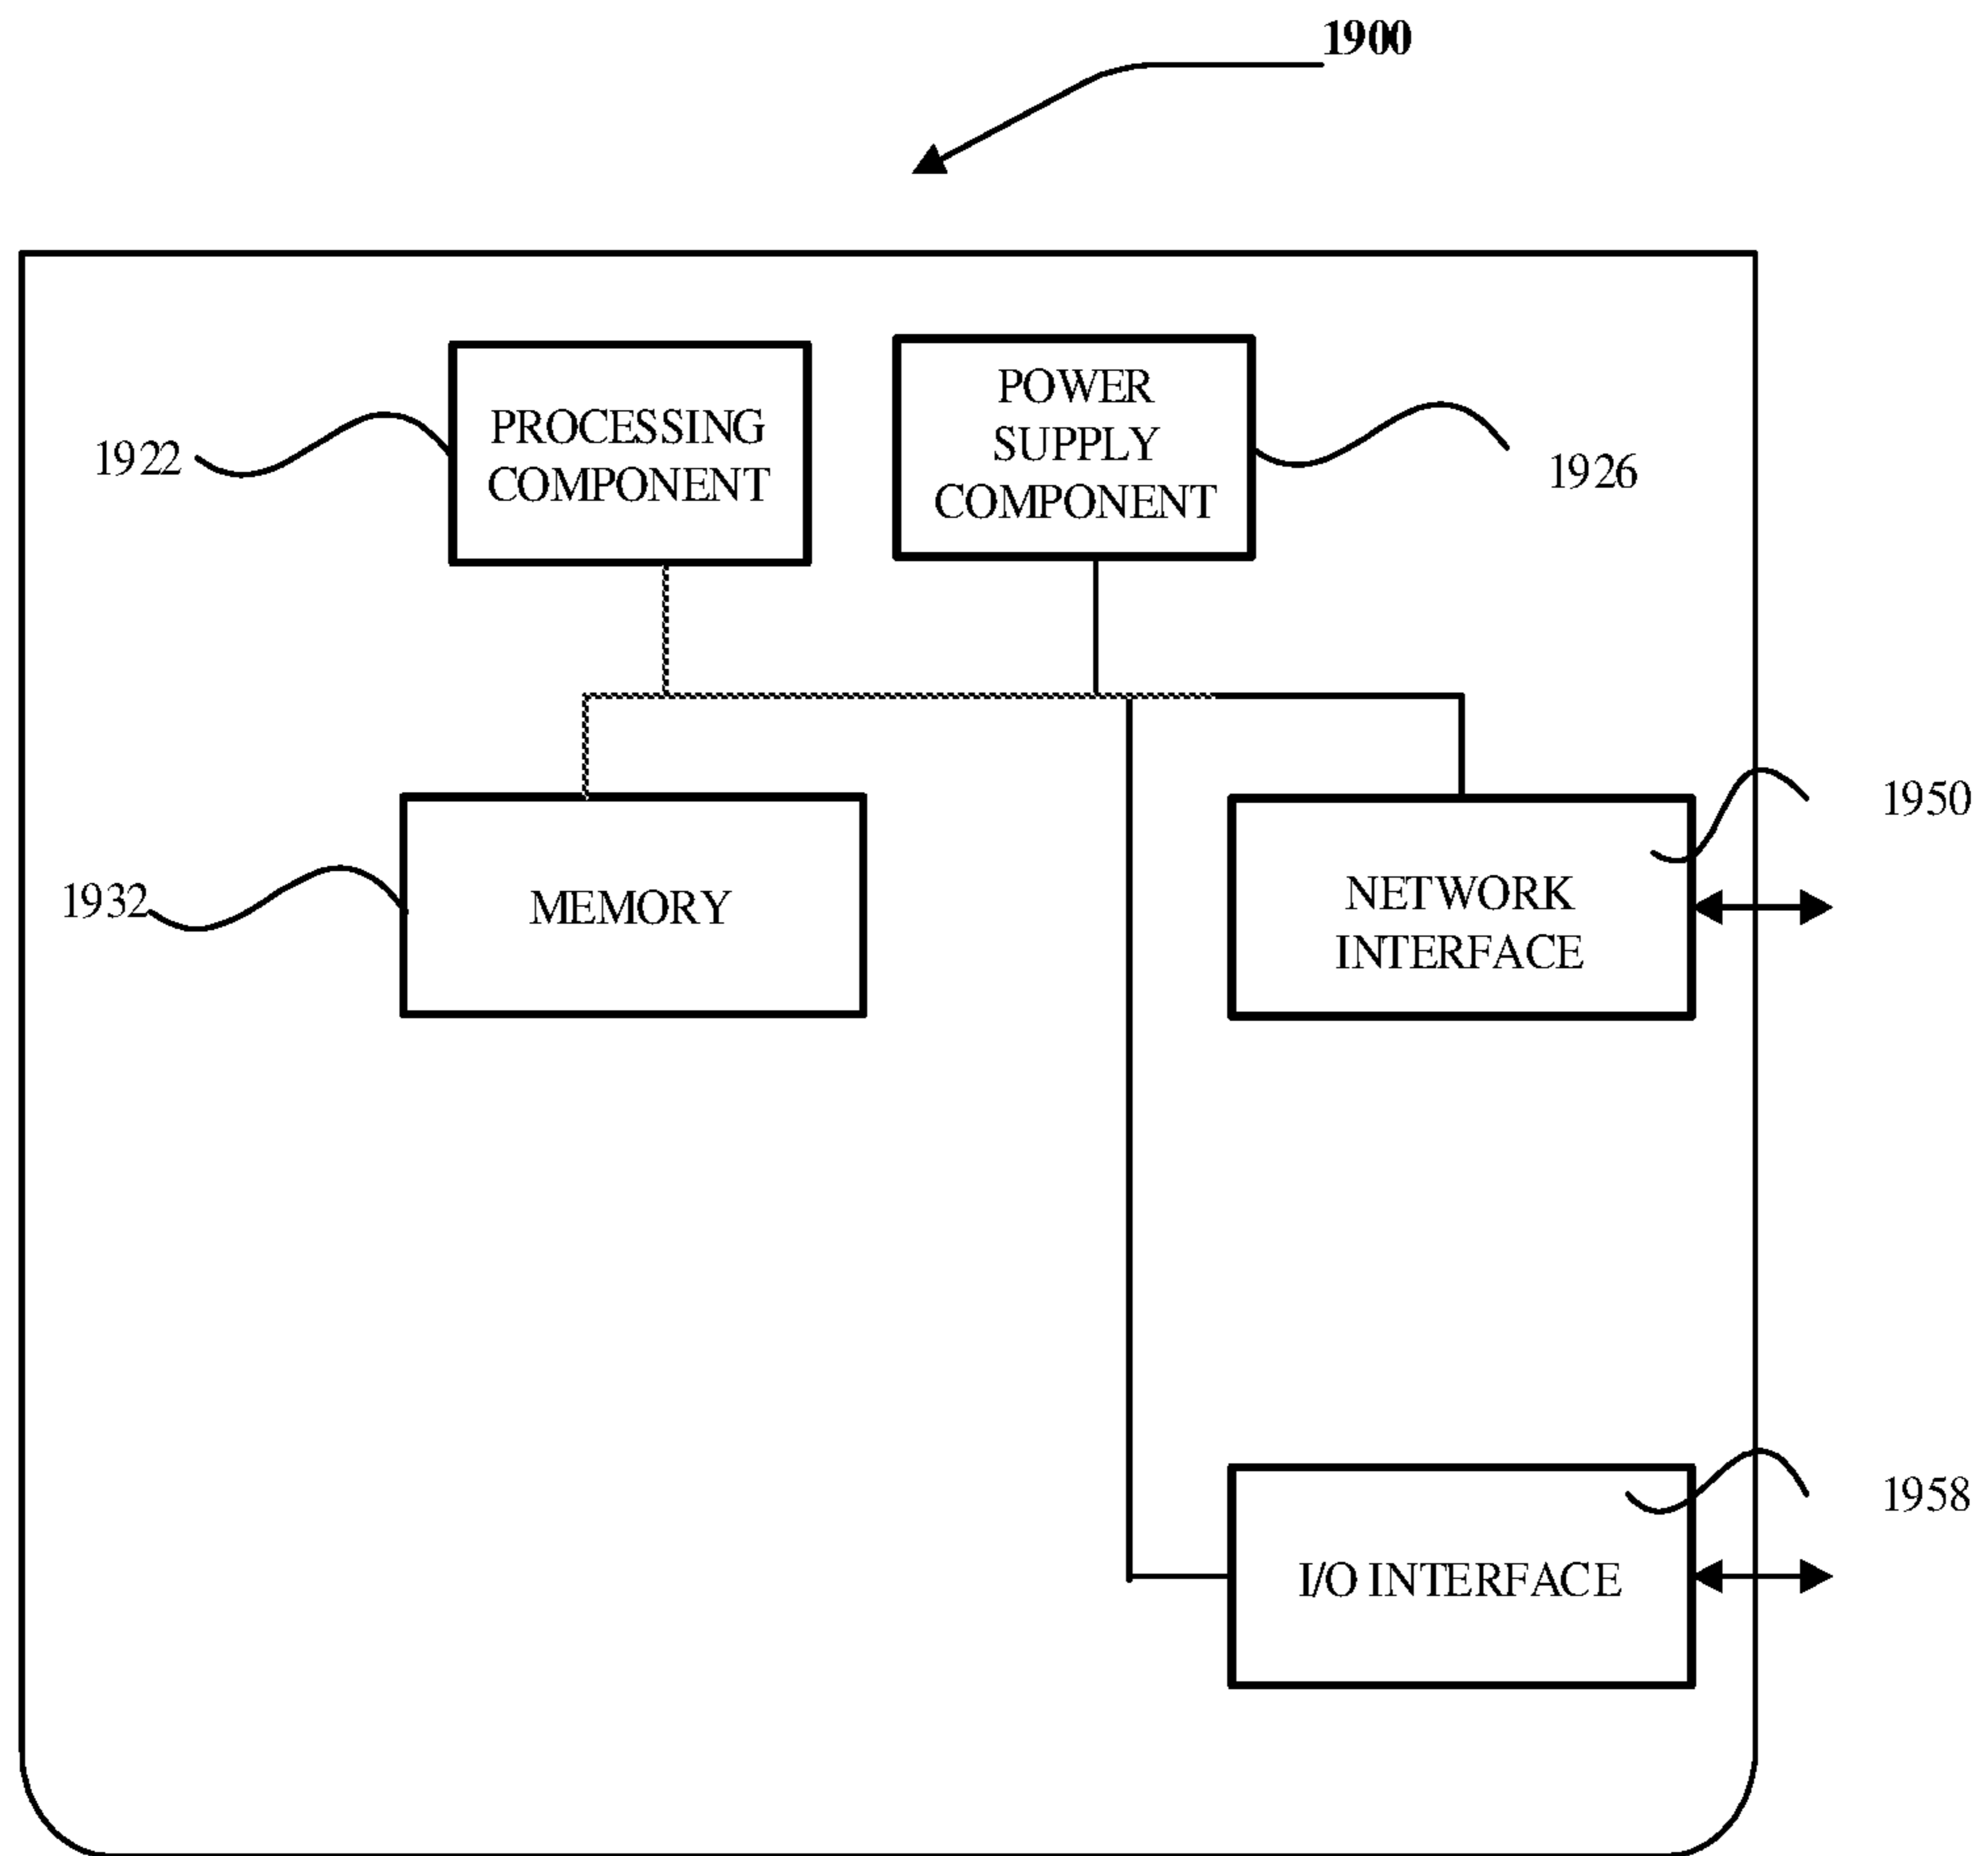 1900
PROCESSING
COMPONENT
1922
POWER
SUPPLY
COMPONENT
1926
1932
MEMORY
NETWORK
INTERFACE
1950
I/O INTERFACE
1958